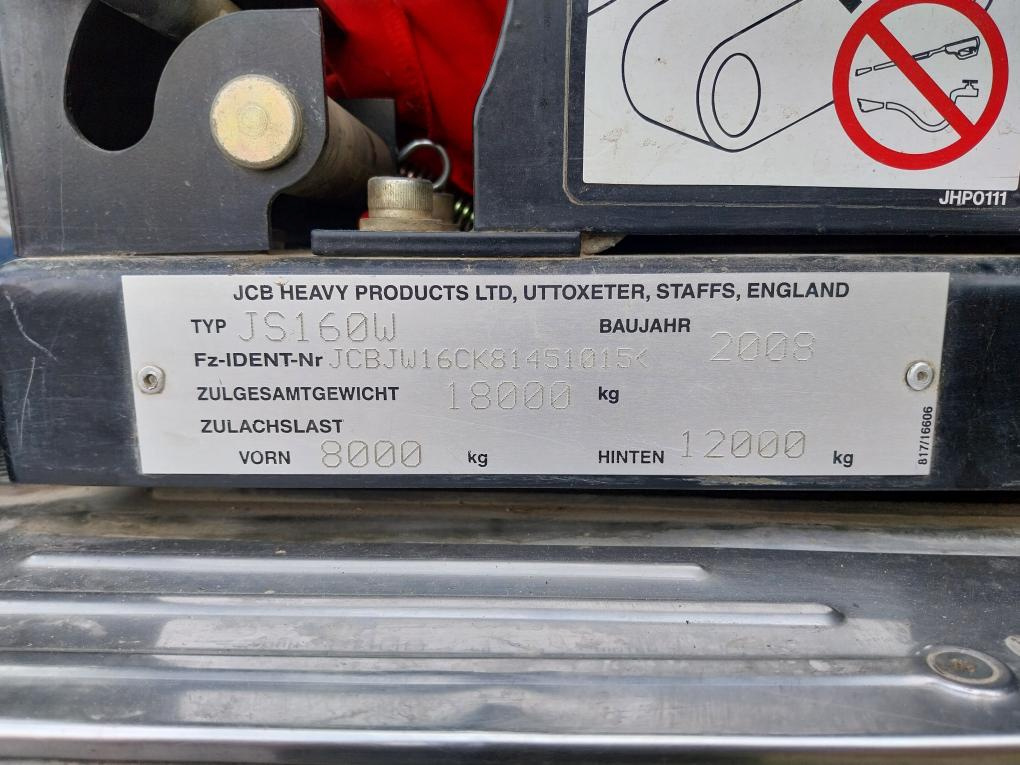 JHP0111
JCB HEAVY PRODUCTS LTD, UTTOXETER, STAFFS, ENGLAND
TYP JS160W BAUJAHR 2008
Fz-IDENT-Nr JCBJW16CK81451015<
ZULGESAMTGEWICHT 18000 kg
ZULACHSLAST
VORN 8000 kg HINTEN 12000 kg
817/16606